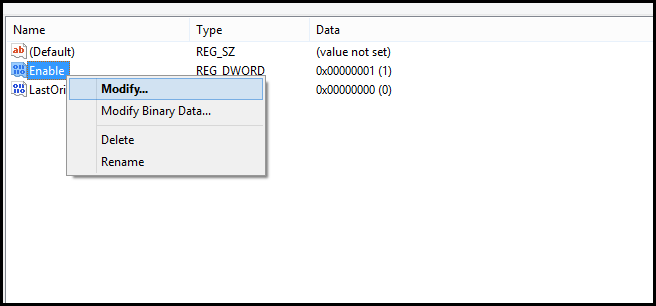 Name Type Data
(Default) REG_SZ (value not set)
Enable REG_DWORD 0x00000001 (1)
LastOri 0x00000000 (0)
Modify...
Modify Binary Data...
Delete
Rename